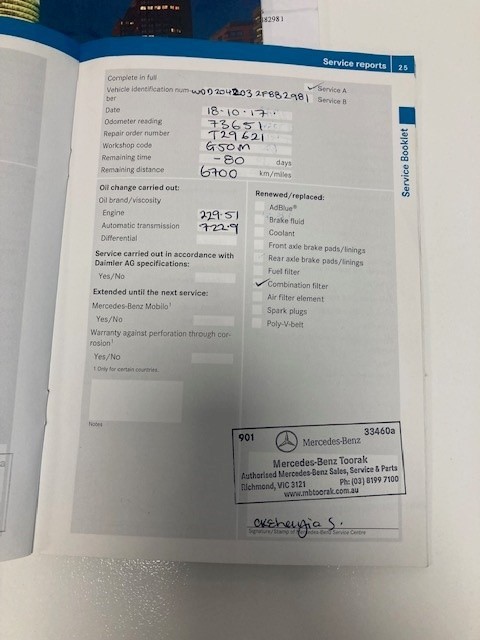 82981
Service reports 25
Complete in full
Vehicle identification num-
ber
WDD2042032F882981
Service A
Service B
Date 18-10-17
Odometer reading 73651
Repair order number T29621
Workshop code G50M
Remaining time -80 days
Remaining distance 6700 km/miles
Service Booklet
Oil change carried out:
Oil brand/viscosity
Engine 229.51
Automatic transmission 722.9
Differential
Service carried out in accordance with
Daimler AG specifications:
Yes/No
Extended until the next service:
Mercedes-Benz Mobilo¹
Yes/No
Warranty against perforation through cor-
rosion¹
Yes/No
¹ Only for certain countries.
Notes
Renewed/replaced:
AdBlue®
Brake fluid
Coolant
Front axle brake pads/linings
Rear axle brake pads/linings
Fuel filter
Combination filter
Air filter element
Spark plugs
Poly-V-belt
901 33460a
Mercedes-Benz
Mercedes-Benz Toorak
Authorised Mercedes-Benz Sales, Service & Parts
Richmond, VIC 3121 Ph: (03) 8199 7100
www.mbtoorak.com.au
Signature/Stamp of Mercedes-Benz Service Centre